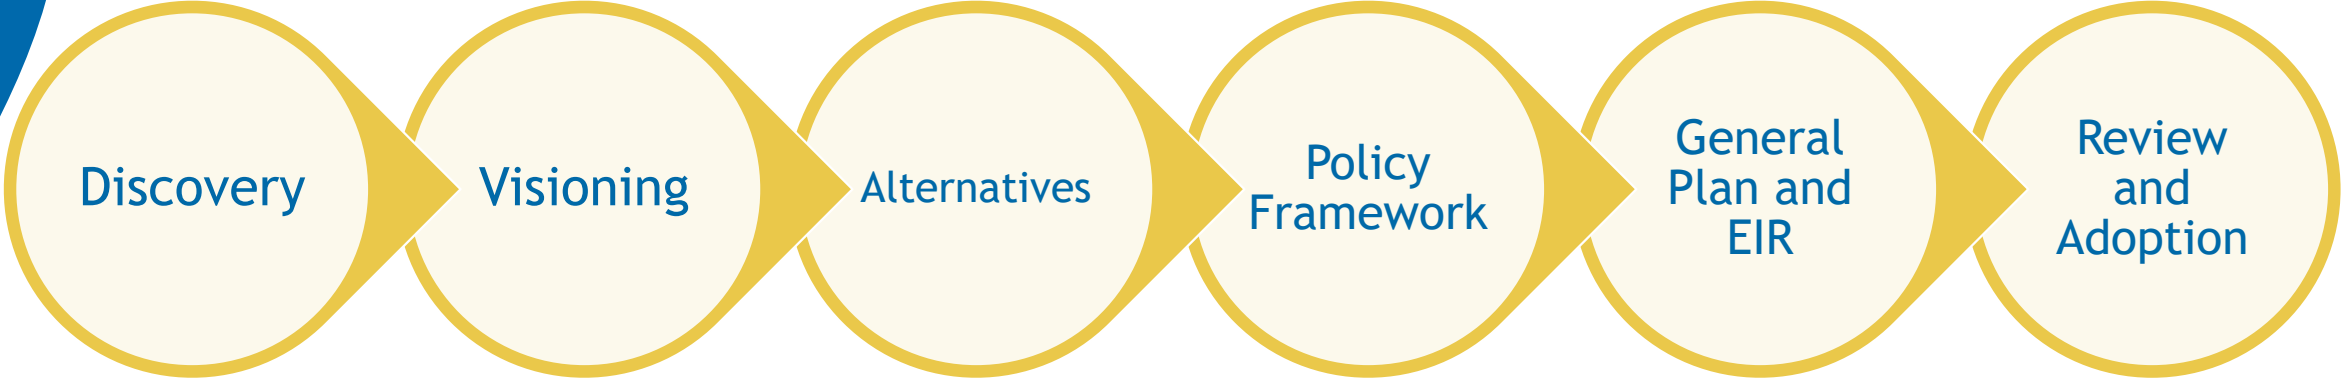 Discovery
Visioning
Alternatives
Policy
Framework
General
Plan and
EIR
Review
and
Adoption